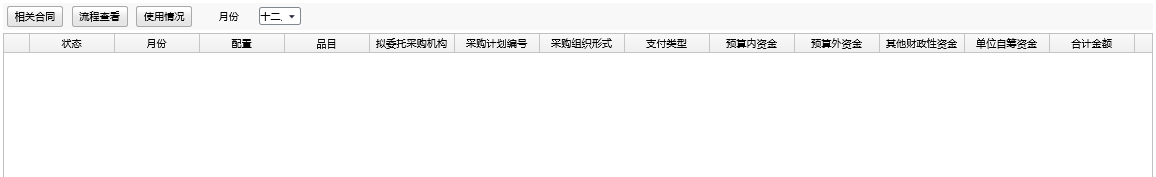 相关合同 流程查看 使用情况 月份 十二.
状态 月份 配置 品目 拟委托采购机构 采购计划编号 采购组织形式 支付类型 预算内资金 预算外资金 其他财政性资金 单位自筹资金 合计金额